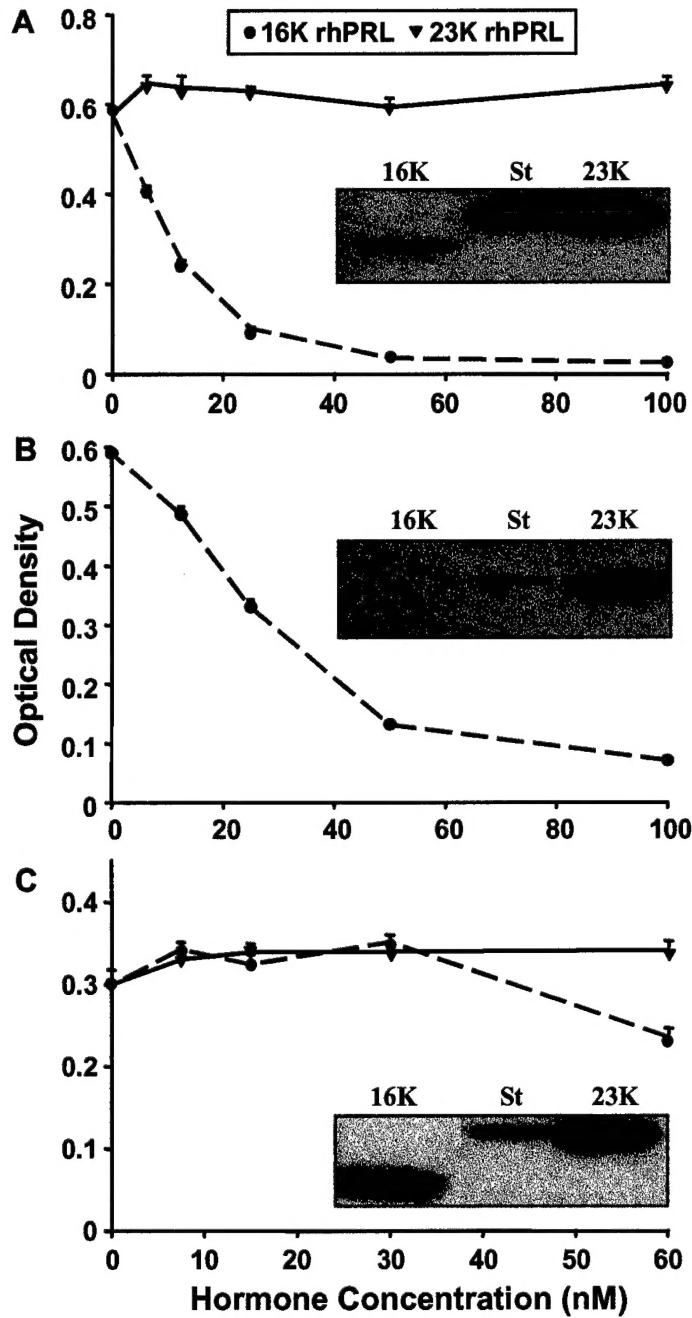 A
16K rhPRL 23K rhPRL
0.8
0.6
0.4
0.2
0
16K St 23K
0 20 40 60 80 100
B
0.6
0.5
0.4
0.3
0.2
0.1
0
16K St 23K
0 20 40 60 80 100
Optical Density
C
0.4
0.3
0.2
0.1
0
16K St 23K
0 10 20 30 40 50 60
Hormone Concentration (nM)